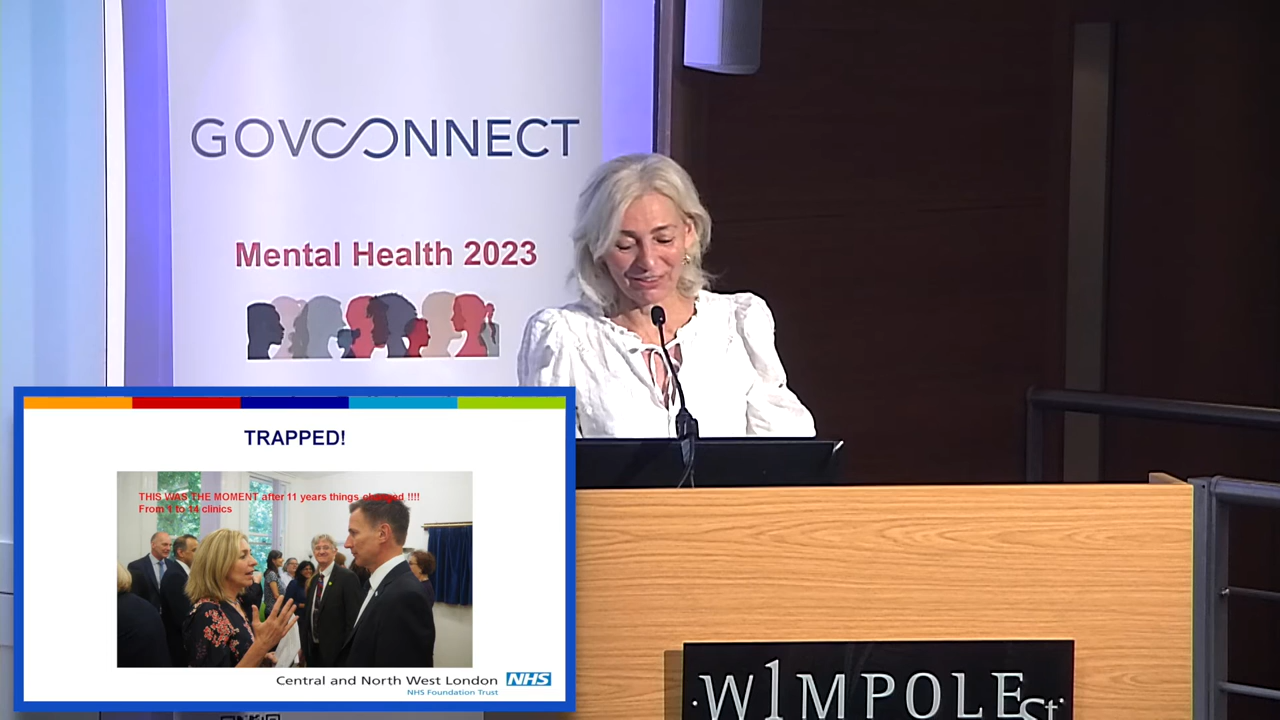 GOVCONNECT
Mental Health 2023
TRAPPED!
THIS WAS THE MOMENT after 11 years things changed !!!!
From 1 to 14 clinics
Central and North West London NHS
NHS Foundation Trust
·W1MPOLE St·